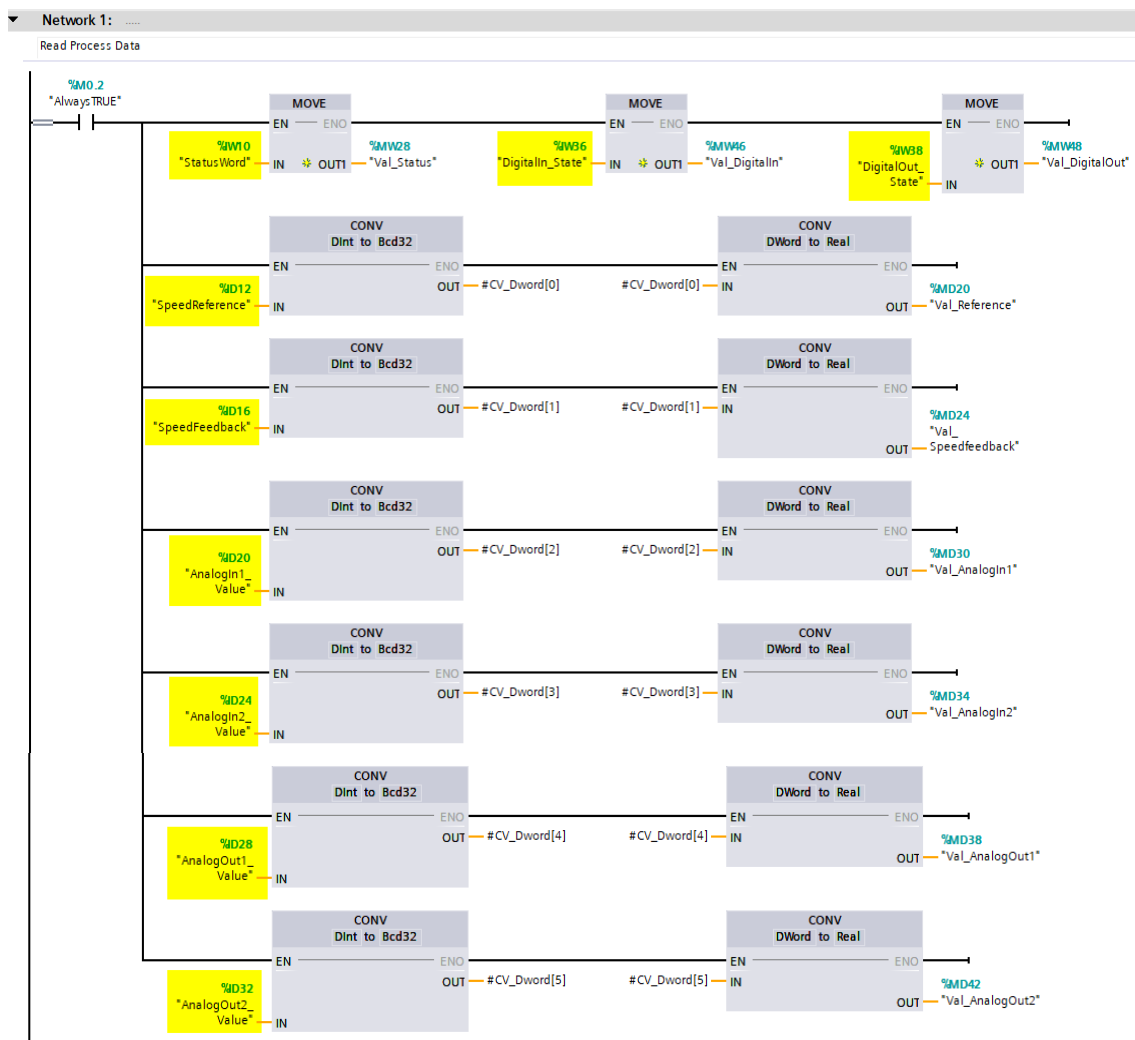 Network 1: .....
Read Process Data
%M0.2
"AlwaysTRUE"
MOVE
EN
ENO
%IW10
"StatusWord"
IN
OUT1
%MW28
"Val_Status"
MOVE
EN
ENO
%IW36
"DigitalIn_State"
IN
OUT1
%MW46
"Val_DigitalIn"
MOVE
EN
ENO
%IW38
"DigitalOut_
State"
IN
OUT1
%MW48
"Val_DigitalOut"
CONV
DInt to Bcd32
EN
ENO
%ID12
"SpeedReference"
IN
OUT
#CV_Dword[0]
CONV
DWord to Real
EN
ENO
#CV_Dword[0]
IN
OUT
%MD20
"Val_Reference"
CONV
DInt to Bcd32
EN
ENO
%ID16
"SpeedFeedback"
IN
OUT
#CV_Dword[1]
CONV
DWord to Real
EN
ENO
#CV_Dword[1]
IN
OUT
%MD24
"Val_
Speedfeedback"
CONV
DInt to Bcd32
EN
ENO
%ID20
"AnalogIn1_
Value"
IN
OUT
#CV_Dword[2]
CONV
DWord to Real
EN
ENO
#CV_Dword[2]
IN
OUT
%MD30
"Val_AnalogIn1"
CONV
DInt to Bcd32
EN
ENO
%ID24
"AnalogIn2_
Value"
IN
OUT
#CV_Dword[3]
CONV
DWord to Real
EN
ENO
#CV_Dword[3]
IN
OUT
%MD34
"Val_AnalogIn2"
CONV
DInt to Bcd32
EN
ENO
%ID28
"AnalogOut1_
Value"
IN
OUT
#CV_Dword[4]
CONV
DWord to Real
EN
ENO
#CV_Dword[4]
IN
OUT
%MD38
"Val_AnalogOut1"
CONV
DInt to Bcd32
EN
ENO
%ID32
"AnalogOut2_
Value"
IN
OUT
#CV_Dword[5]
CONV
DWord to Real
EN
ENO
#CV_Dword[5]
IN
OUT
%MD42
"Val_AnalogOut2"